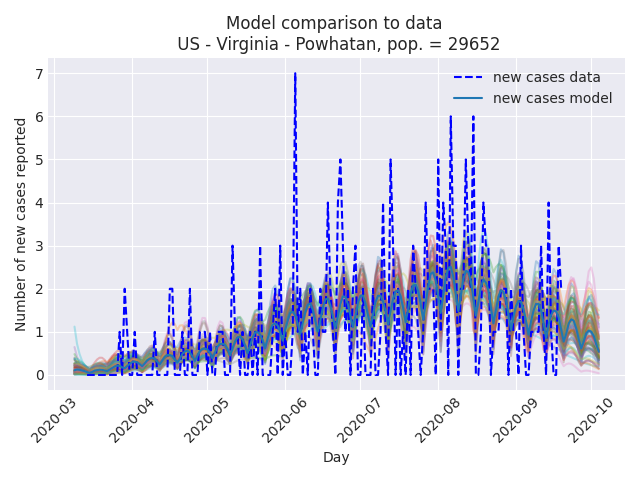 Model comparison to data
US - Virginia - Powhatan, pop. = 29652
new cases data
new cases model
Number of new cases reported
7
6
5
4
3
2
1
0
2020-03
2020-04
2020-05
2020-06
2020-07
2020-08
2020-09
2020-10
Day